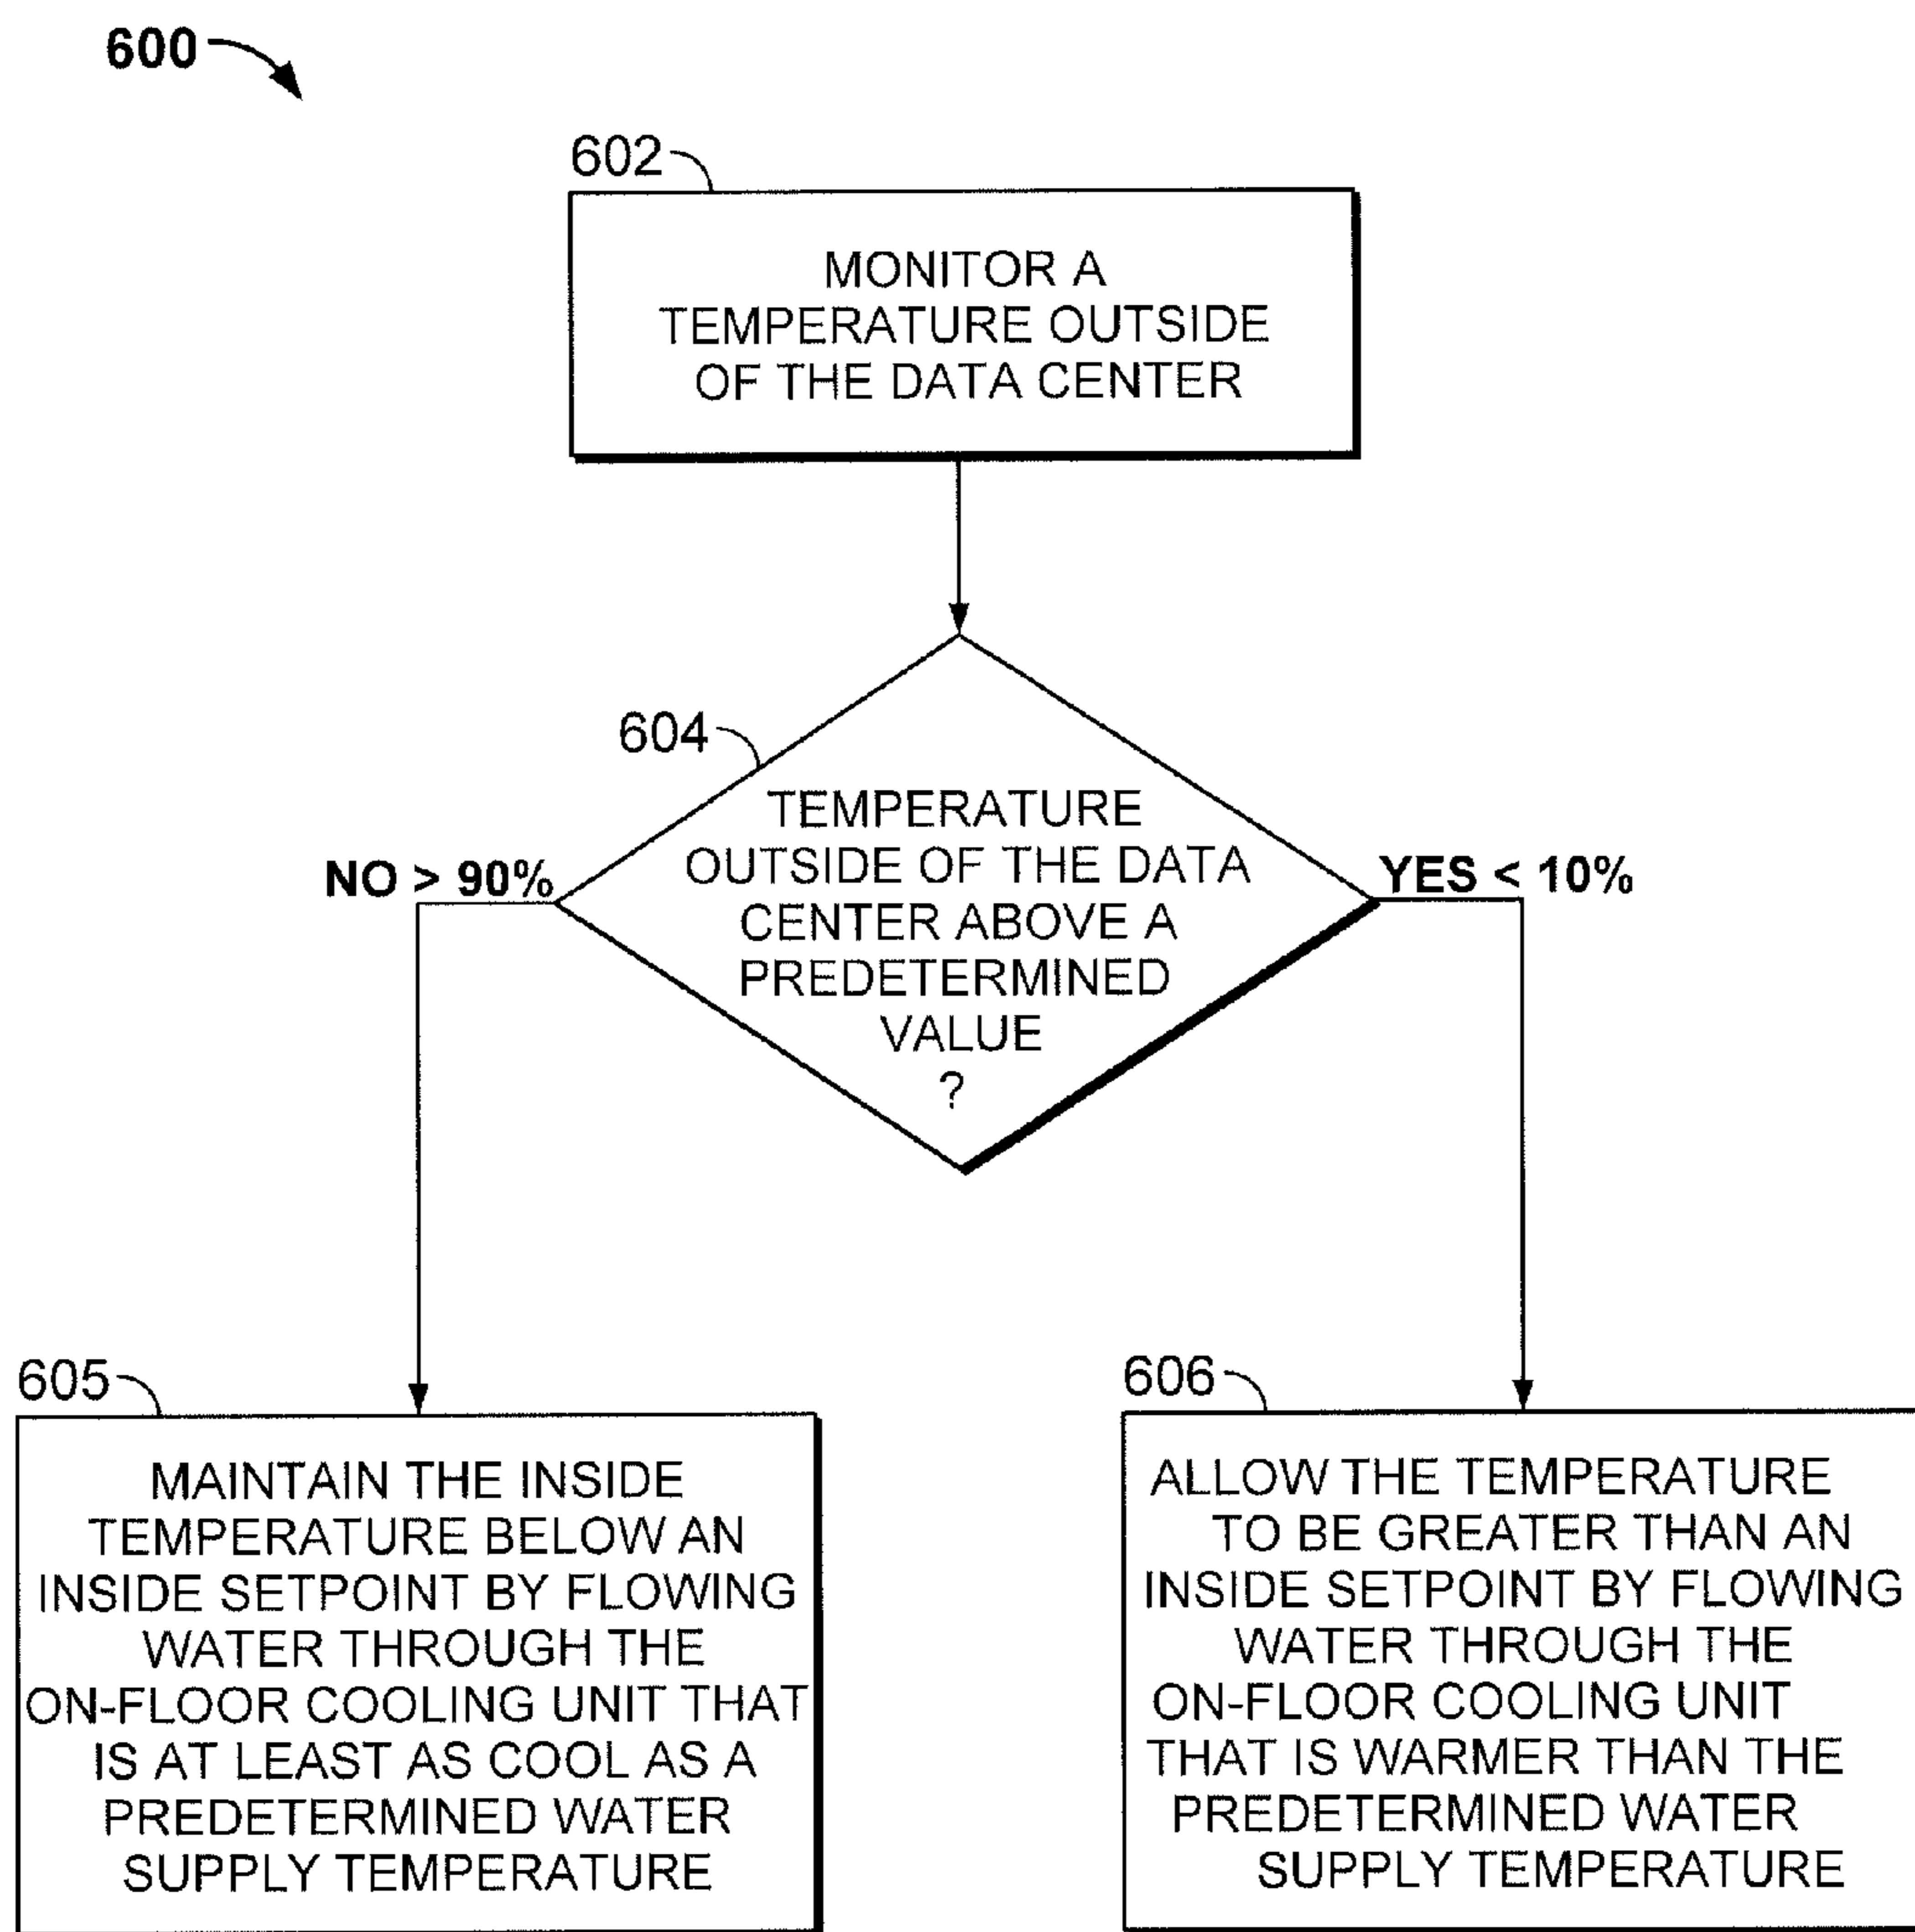 600
602
MONITOR A
TEMPERATURE OUTSIDE
OF THE DATA CENTER
604
TEMPERATURE
OUTSIDE OF THE DATA
CENTER ABOVE A
PREDETERMINED
VALUE
?
NO > 90%
YES < 10%
605
MAINTAIN THE INSIDE
TEMPERATURE BELOW AN
INSIDE SETPOINT BY FLOWING
WATER THROUGH THE
ON-FLOOR COOLING UNIT THAT
IS AT LEAST AS COOL AS A
PREDETERMINED WATER
SUPPLY TEMPERATURE
606
ALLOW THE TEMPERATURE
TO BE GREATER THAN AN
INSIDE SETPOINT BY FLOWING
WATER THROUGH THE
ON-FLOOR COOLING UNIT
THAT IS WARMER THAN THE
PREDETERMINED WATER
SUPPLY TEMPERATURE